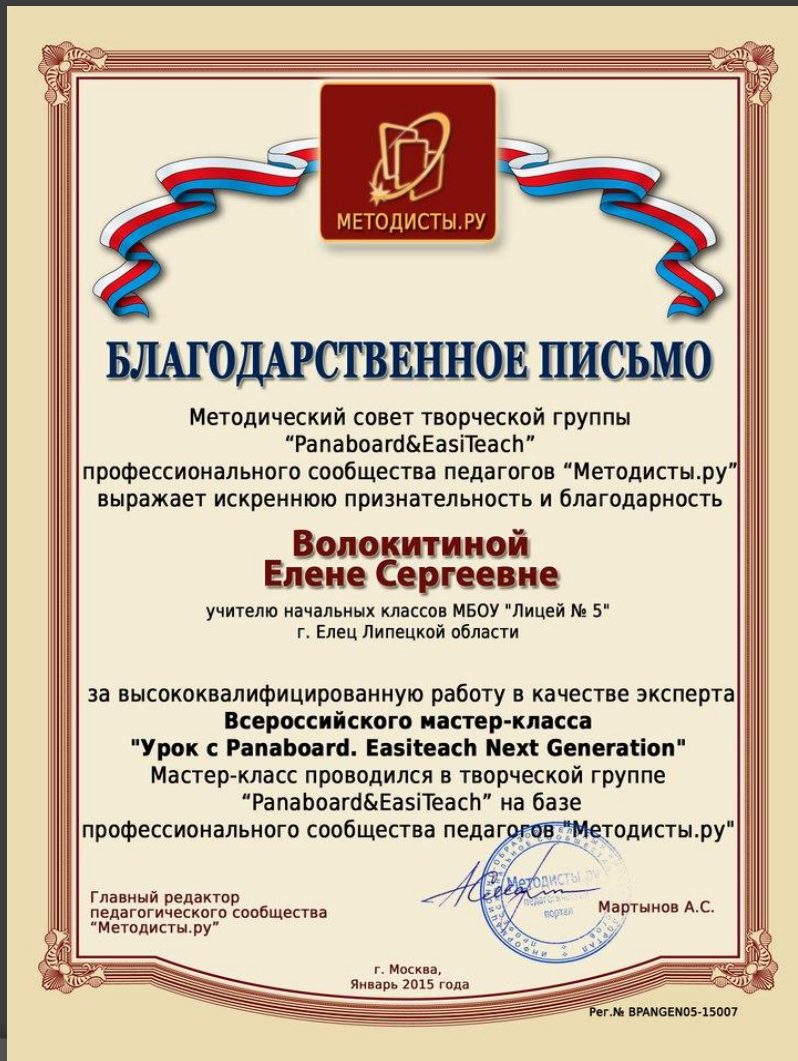 МЕТОДИСТЫ.РУ
БЛАГОДАРСТВЕННОЕ ПИСЬМО
Методический совет творческой группы
“Panaboard&EasiTeach”
профессионального сообщества педагогов “Методисты.ру”
выражает искреннюю признательность и благодарность
Волокитиной
Елене Сергеевне
учителю начальных классов МБОУ "Лицей № 5"
г. Елец Липецкой области
за высококвалифицированную работу в качестве эксперта
Всероссийского мастер-класса
"Урок с Panaboard. Easiteach Next Generation"
Мастер-класс проводился в творческой группе
“Panaboard&EasiTeach” на базе
профессионального сообщества педагогов "Методисты.ру"
Методисты.ру
портал
Главный редактор
педагогического сообщества
“Методисты.ру”
Мартынов А.С.
г. Москва,
Январь 2015 года
Рег.№ BPANGEN05-15007